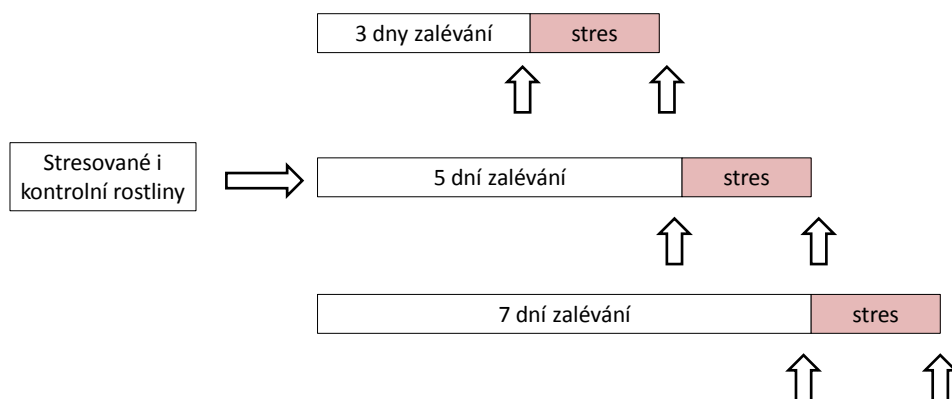 3 dny zalévání
stres
Stresované i
kontrolní rostliny
5 dní zalévání
stres
7 dní zalévání
stres